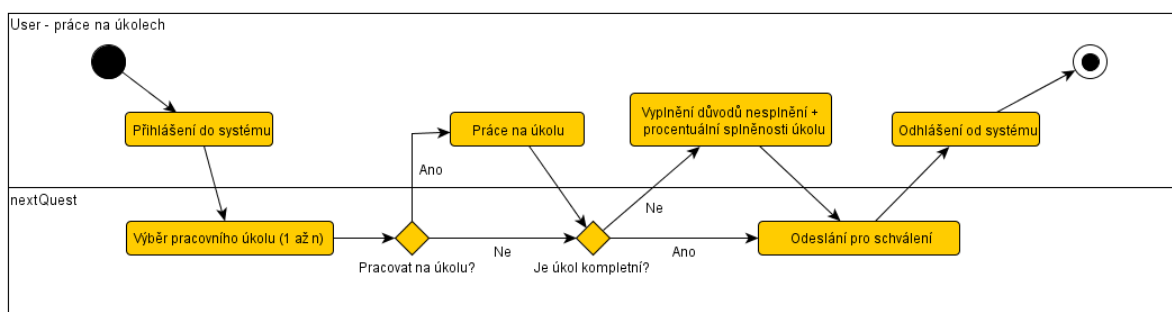 User - práce na úkolech
Přihlášení do systému
Práce na úkolu
Vyplnění důvodů nesplnění +
procentuální splněnosti úkolu
Odhlášení od systému
Ano
nextQuest
Ne
Výběr pracovního úkolu (1 až n)
Odeslání pro schválení
Ne
Ano
Pracovat na úkolu?
Je úkol kompletní?